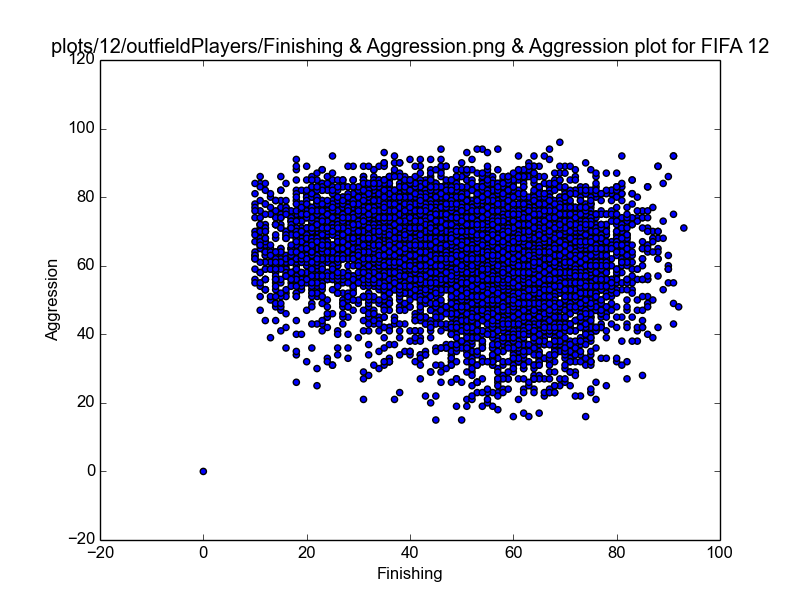 plots/12/outfieldPlayers/Finishing & Aggression.png & Aggression plot for FIFA 12
120
100
80
60
40
20
0
−20
Aggression
−20 0 20 40 60 80 100
Finishing